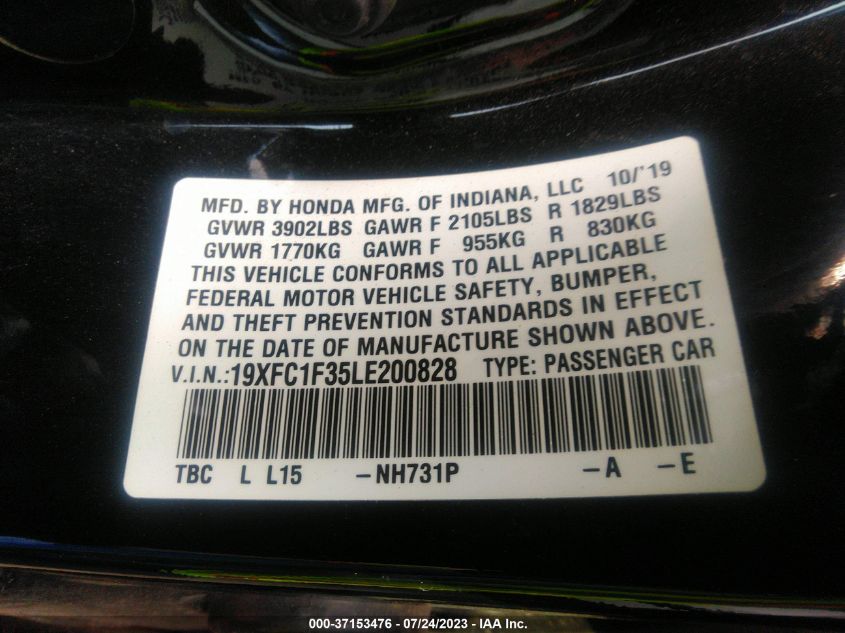 MFD. BY HONDA MFG. OF INDIANA, LLC 10/'19
GVWR 3902LBS GAWR F 2105LBS R 1829LBS
GVWR 1770KG GAWR F 955KG R 830KG
THIS VEHICLE CONFORMS TO ALL APPLICABLE
FEDERAL MOTOR VEHICLE SAFETY, BUMPER,
AND THEFT PREVENTION STANDARDS IN EFFECT
ON THE DATE OF MANUFACTURE SHOWN ABOVE.
V.I.N.:19XFC1F35LE200828 TYPE: PASSENGER CAR
TBC L L15 –NH731P –A –E
000-37153476 - 07/24/2023 - IAA Inc.